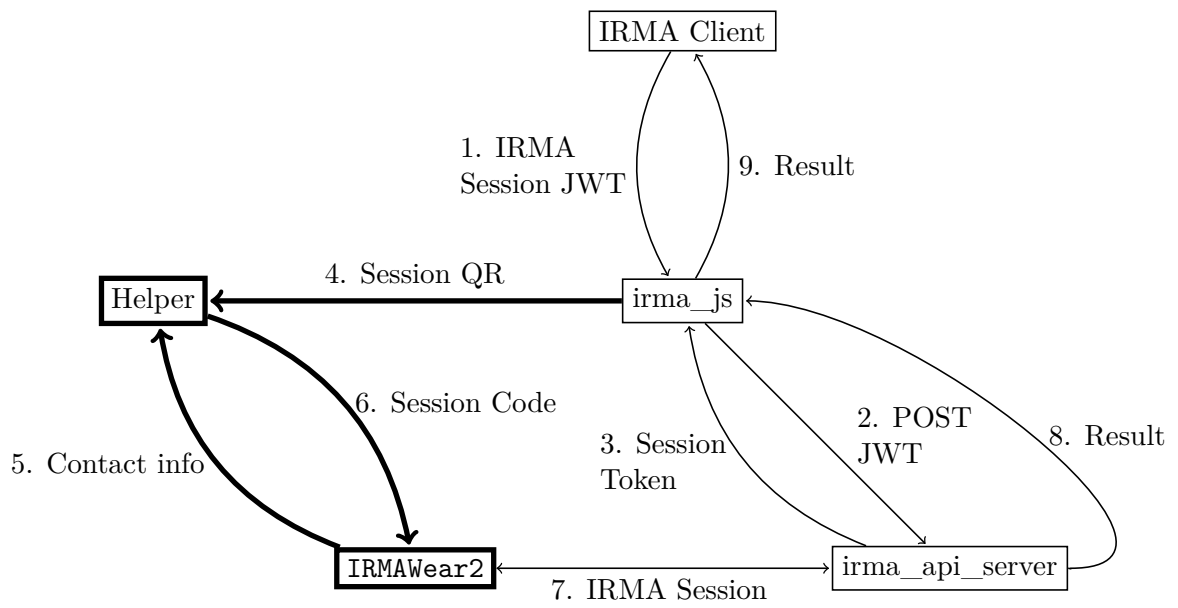 IRMA Client
1. IRMA
Session JWT
9. Result
4. Session QR
Helper
irma_js
6. Session Code
2. POST
JWT
8. Result
3. Session
Token
5. Contact info
IRMAWear2
irma_api_server
7. IRMA Session